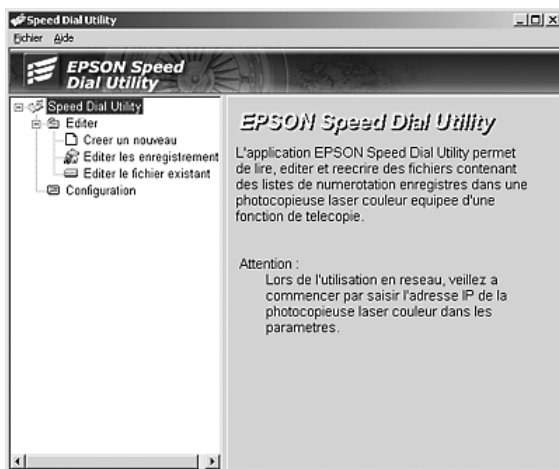 Speed Dial Utility
Fichier Aide
EPSON Speed
Dial Utility
Speed Dial Utility
Editer
Creer un nouveau
Editer les enregistrement
Editer le fichier existant
Configuration
EPSON Speed Dial Utility
L'application EPSON Speed Dial Utility permet
de lire, editer et reecrire des fichiers contenant
des listes de numerotation enregistres dans une
photocopieuse laser couleur equipee d'une
fonction de telecopie.
Attention :
Lors de l'utilisation en reseau, veillez a
commencer par saisir l'adresse IP de la
photocopieuse laser couleur dans les
parametres.